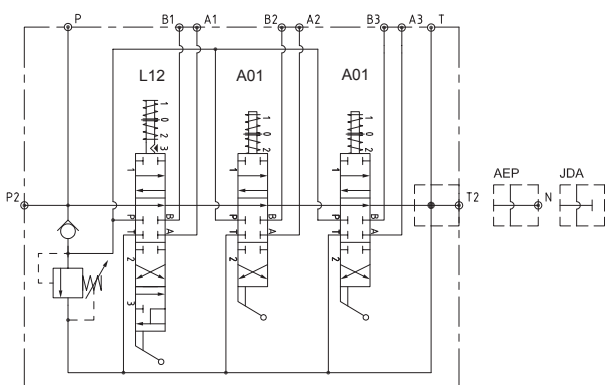 P B1 A1 B2 A2 B3 A3 T
L12 A01 A01
1 0 2 3
1 0 2
1 0 2
1 1 1
AEP JDA
P2 T2 N
P B P B P B
T A T A T A
2 2 2
3